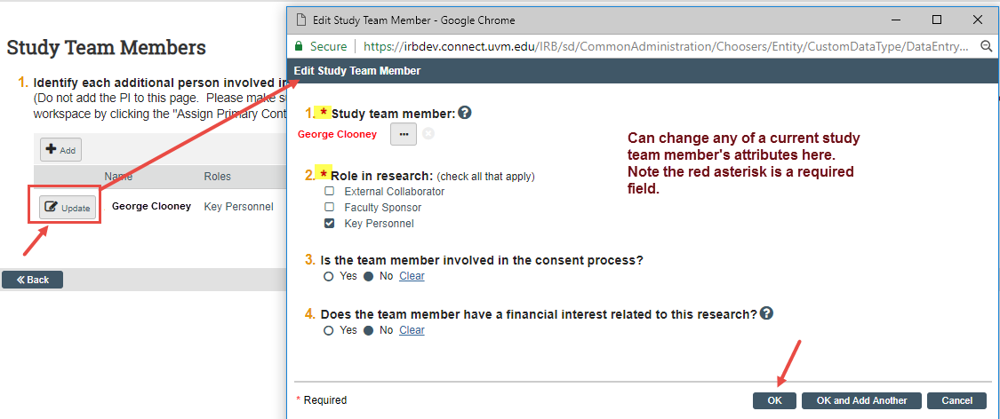 Study Team Members
1. Identify each additional person involved in
(Do not add the PI to this page. Please make s
workspace by clicking the "Assign Primary Cont
Add
Name Roles
Update George Clooney Key Personnel
Back
Edit Study Team Member - Google Chrome
Secure https://irbdev.connect.uvm.edu/IRB/sd/CommonAdministration/Choosers/Entity/CustomDataType/DataEntry...
Edit Study Team Member
1. * Study team member: ?
George Clooney ...
2. * Role in research: (check all that apply)
External Collaborator
Faculty Sponsor
Key Personnel
3. Is the team member involved in the consent process?
Yes No Clear
4. Does the team member have a financial interest related to this research? ?
Yes No Clear
Can change any of a current study
team member's attributes here.
Note the red asterisk is a required
field.
* Required
OK OK and Add Another Cancel